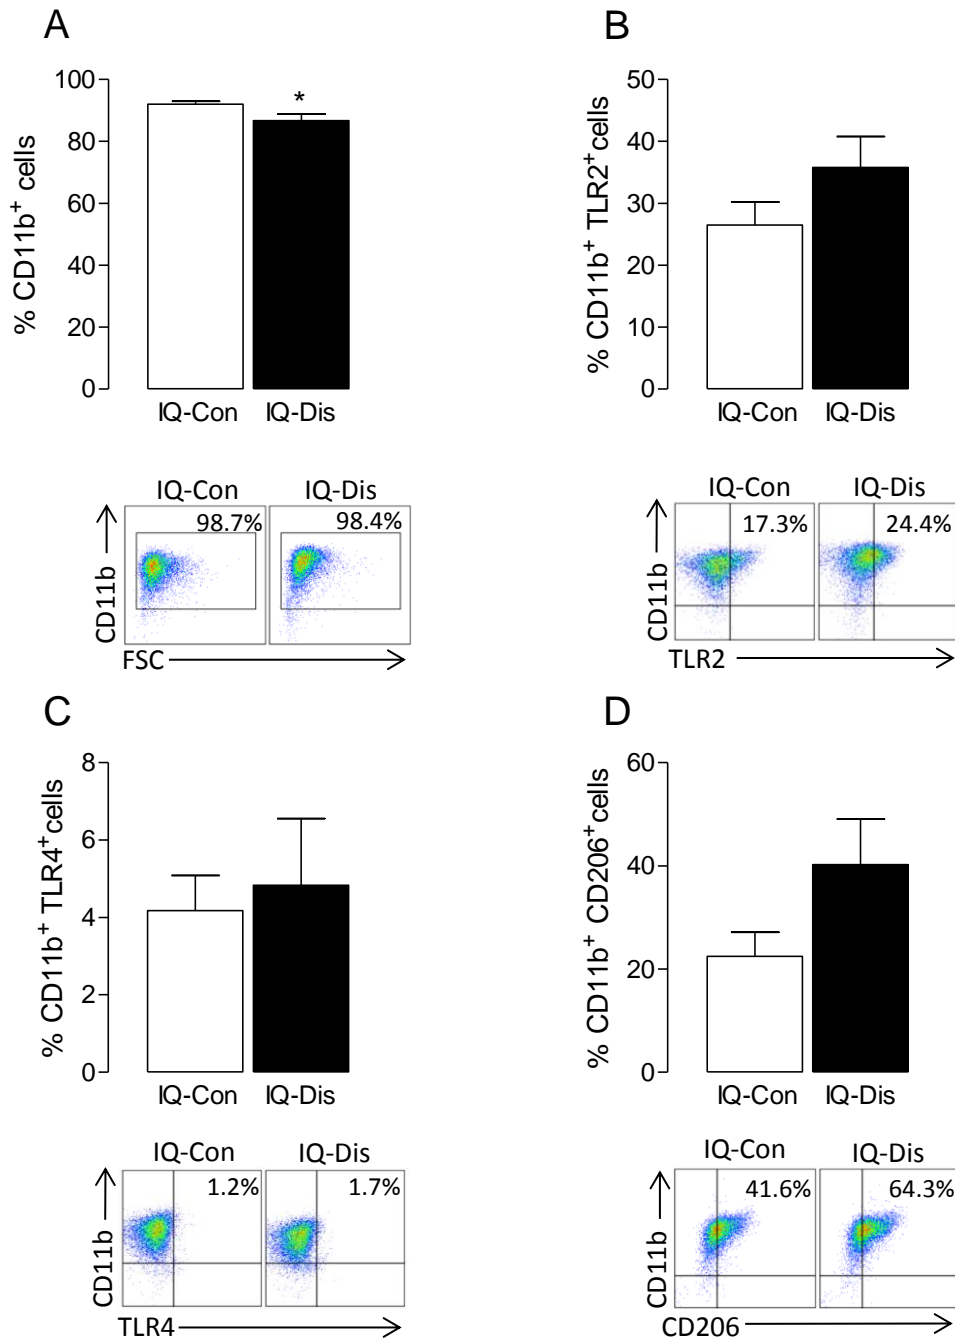 A
% CD11b+ cells
100
80
60
40
20
0
*
IQ-Con IQ-Dis
IQ-Con IQ-Dis
98.7% 98.4%
CD11b
FSC
B
% CD11b+ TLR2+cells
50
40
30
20
10
0
IQ-Con IQ-Dis
IQ-Con IQ-Dis
17.3% 24.4%
CD11b
TLR2
C
% CD11b+ TLR4+cells
8
6
4
2
0
IQ-Con IQ-Dis
IQ-Con IQ-Dis
1.2% 1.7%
CD11b
TLR4
D
% CD11b+ CD206+cells
60
40
20
0
IQ-Con IQ-Dis
IQ-Con IQ-Dis
41.6% 64.3%
CD11b
CD206